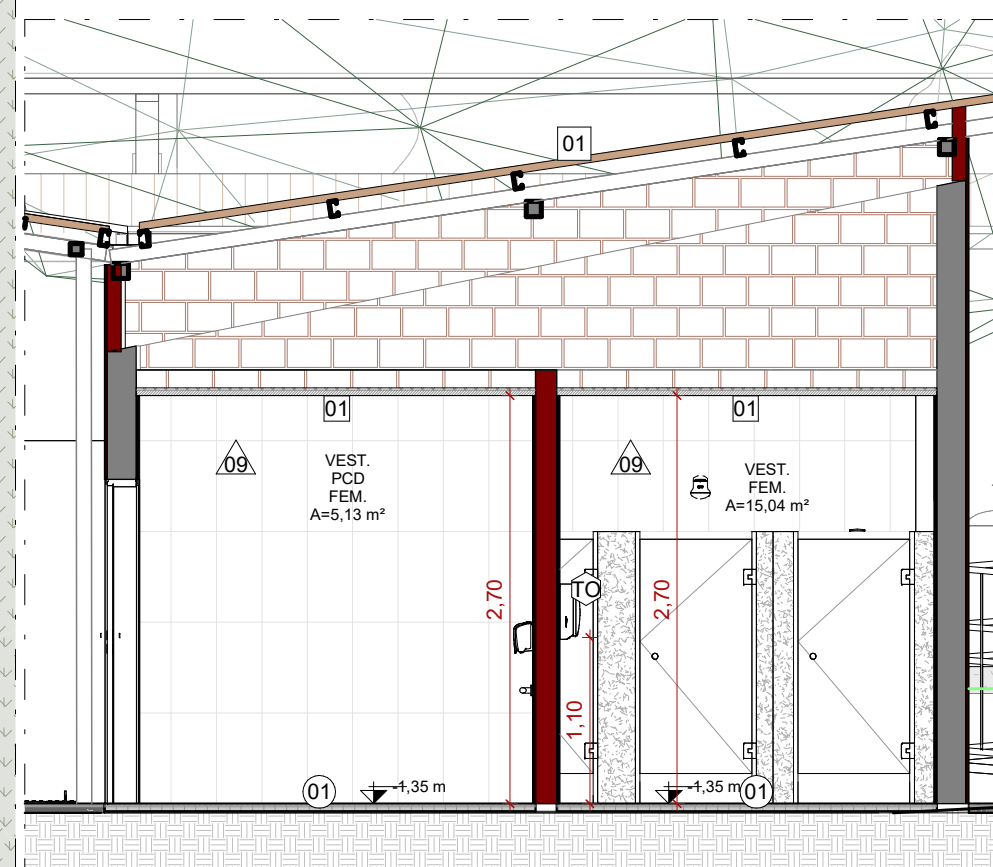 01
01
01
09
VEST.
PCD
FEM.
A=5,13 m²
09
VEST.
FEM.
A=15,04 m²
2,70
TO
2,70
1,10
01
-1,35 m
-1,35 m
01